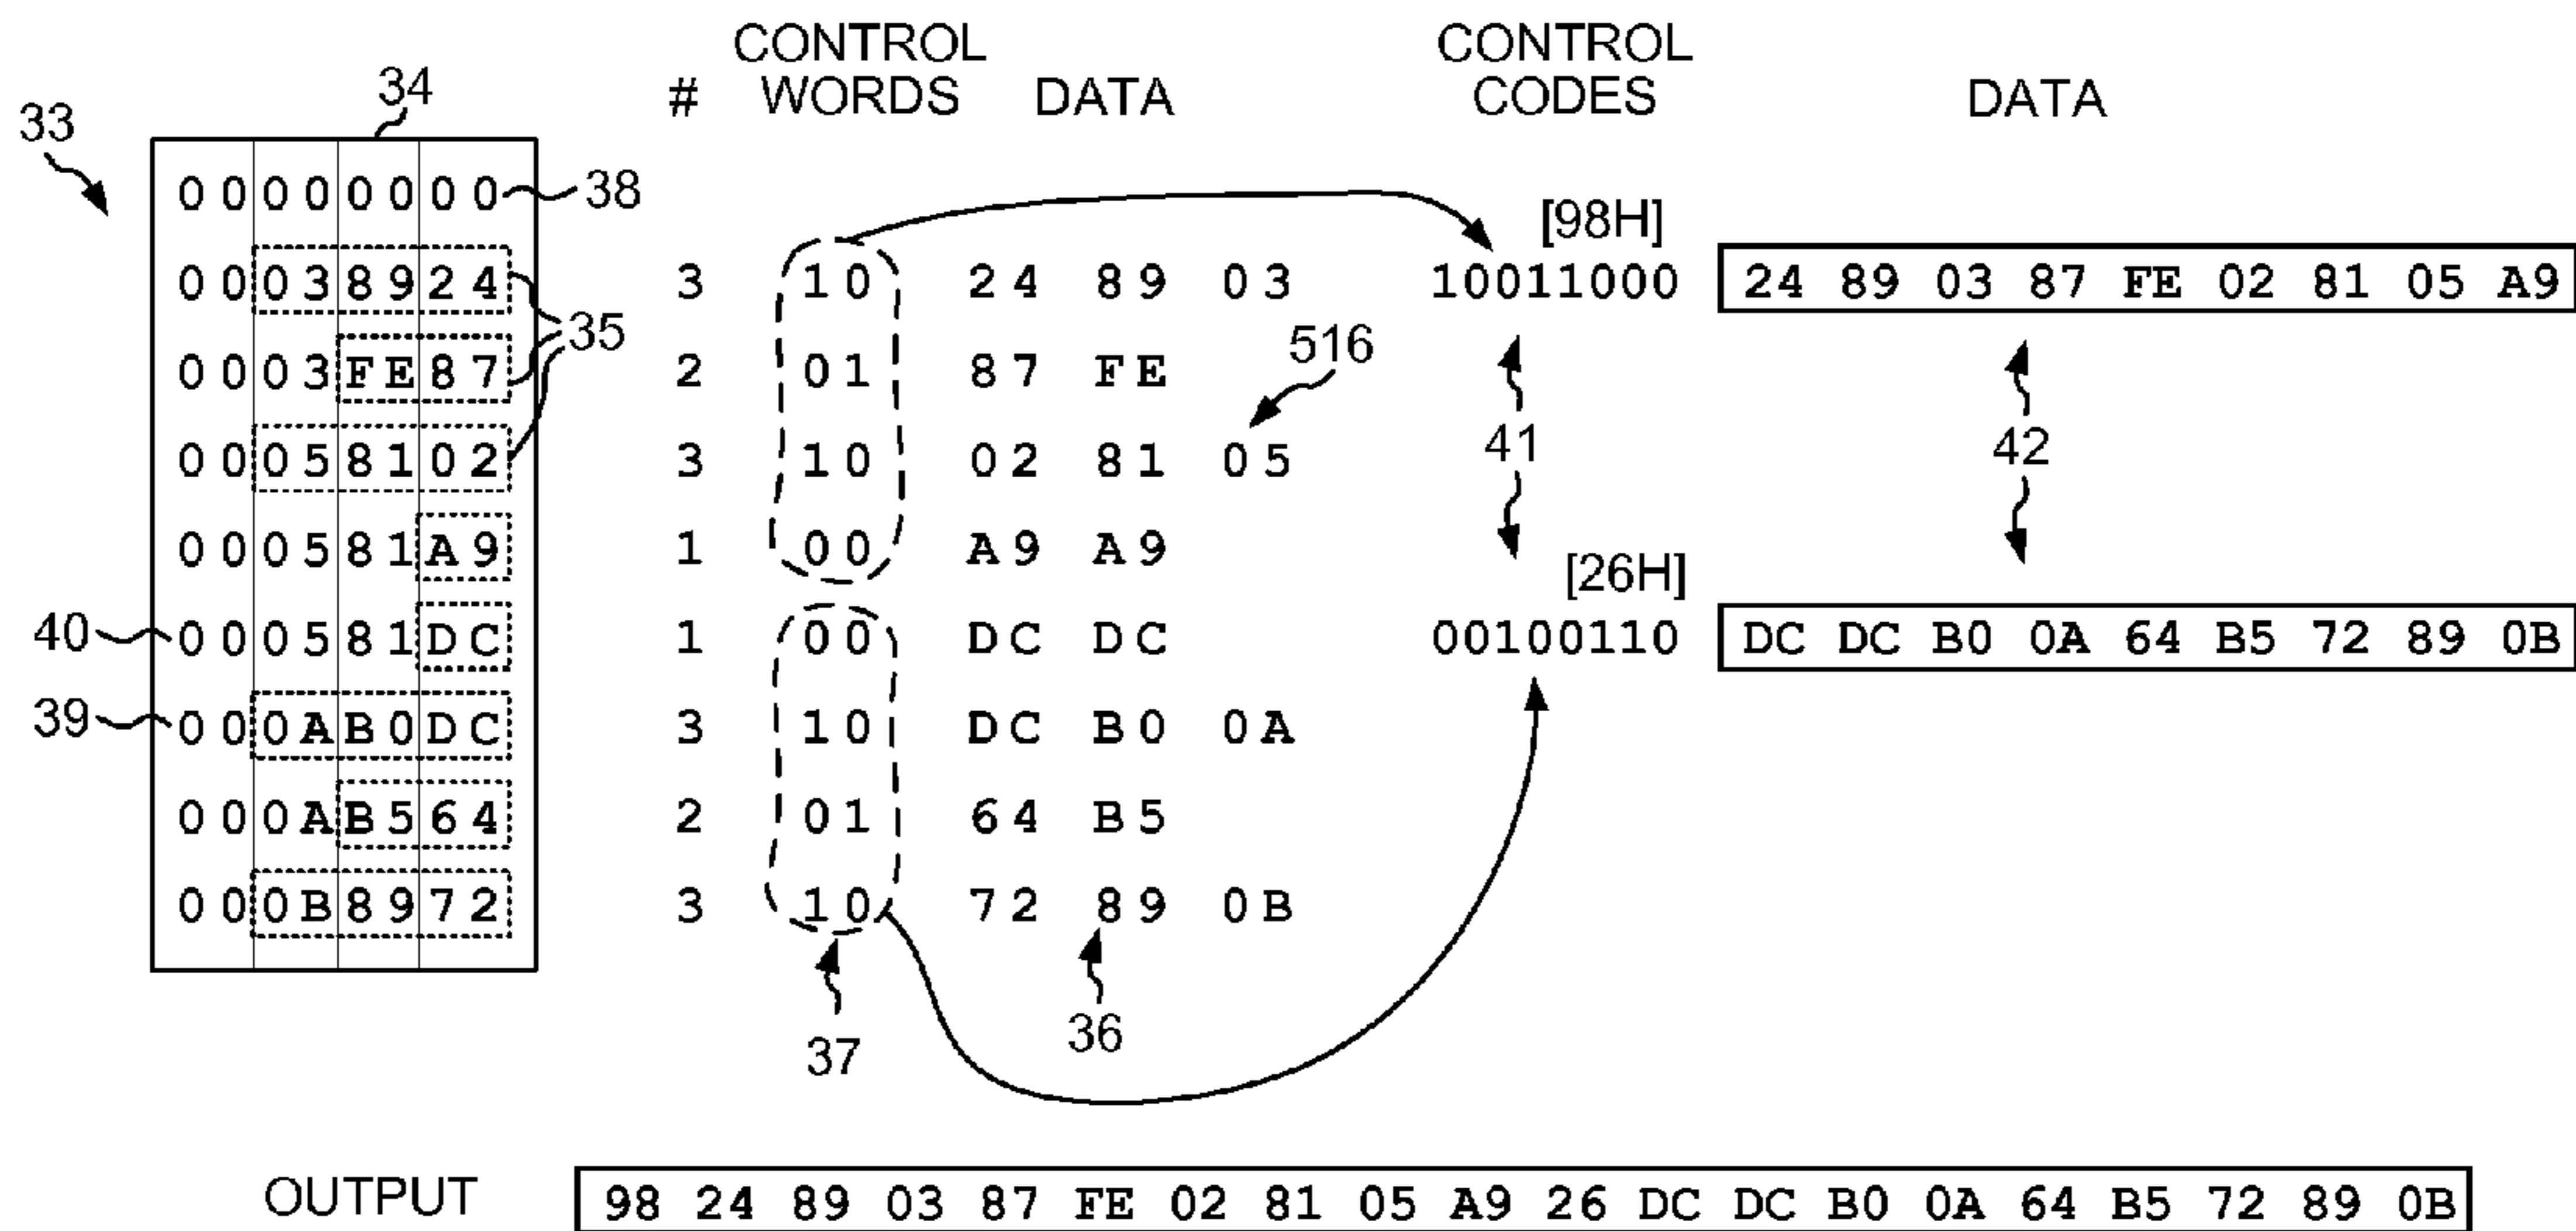 CONTROL WORDS
CONTROL CODES
# DATA DATA
33
34
0 0 0 0 0 0 0 0 38
[98H]
0 0 0 3 8 9 2 4 3 1 0 2 4 8 9 0 3 10011000 24 89 03 87 FE 02 81 05 A9
35 516
0 0 0 3 F E 8 7 2 0 1 8 7 F E
0 0 0 5 8 1 0 2 3 1 0 0 2 8 1 0 5 41 42
0 0 0 5 8 1 A 9 1 0 0 A 9 A 9
[26H]
40 0 0 0 5 8 1 D C 1 0 0 D C D C 00100110 DC DC B0 0A 64 B5 72 89 0B
39 0 0 0 A B 0 D C 3 1 0 D C B 0 0 A
0 0 0 A B 5 6 4 2 0 1 6 4 B 5
0 0 0 B 8 9 7 2 3 1 0 7 2 8 9 0 B
37 36
OUTPUT 98 24 89 03 87 FE 02 81 05 A9 26 DC DC B0 0A 64 B5 72 89 0B